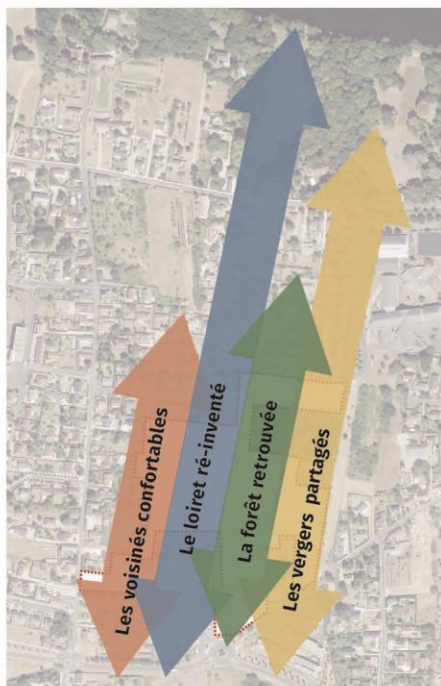 Les voisinés confortables
Le loiret ré-inventé
La forêt retrouvée
Les vergers partagés